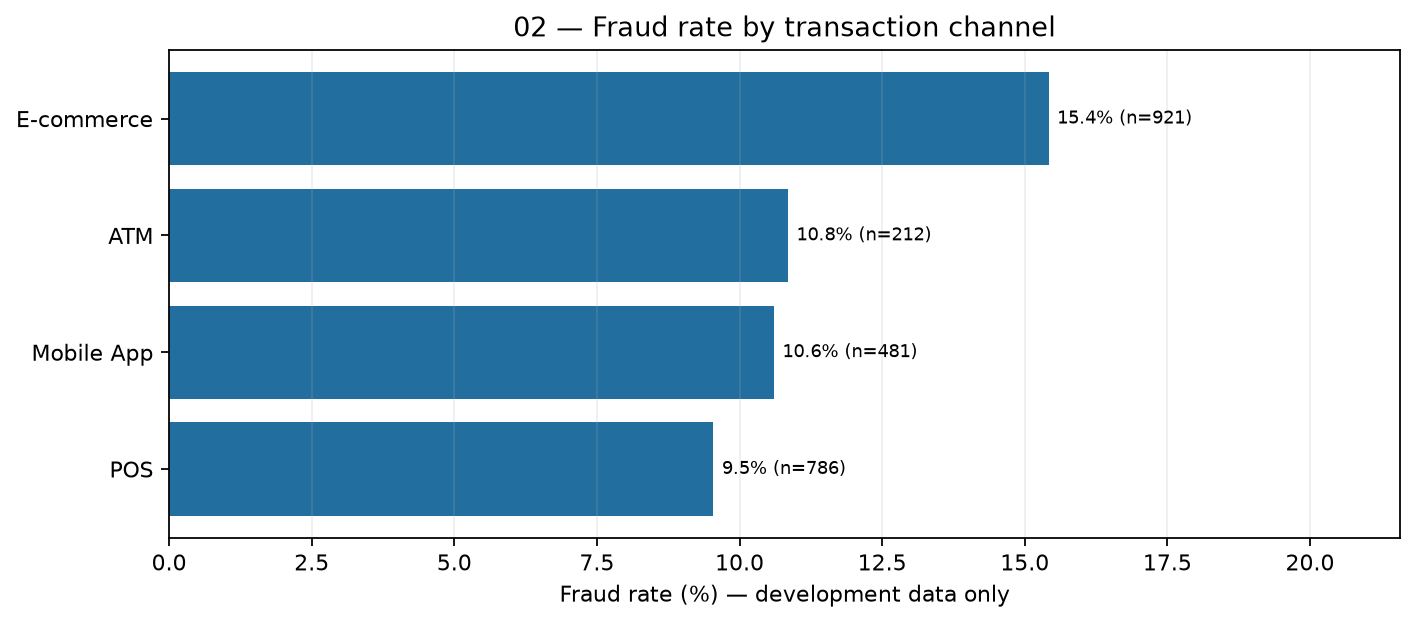 02 — Fraud rate by transaction channel
E-commerce
15.4% (n=921)
ATM
10.8% (n=212)
Mobile App
10.6% (n=481)
POS
9.5% (n=786)
0.0 2.5 5.0 7.5 10.0 12.5 15.0 17.5 20.0
Fraud rate (%) — development data only